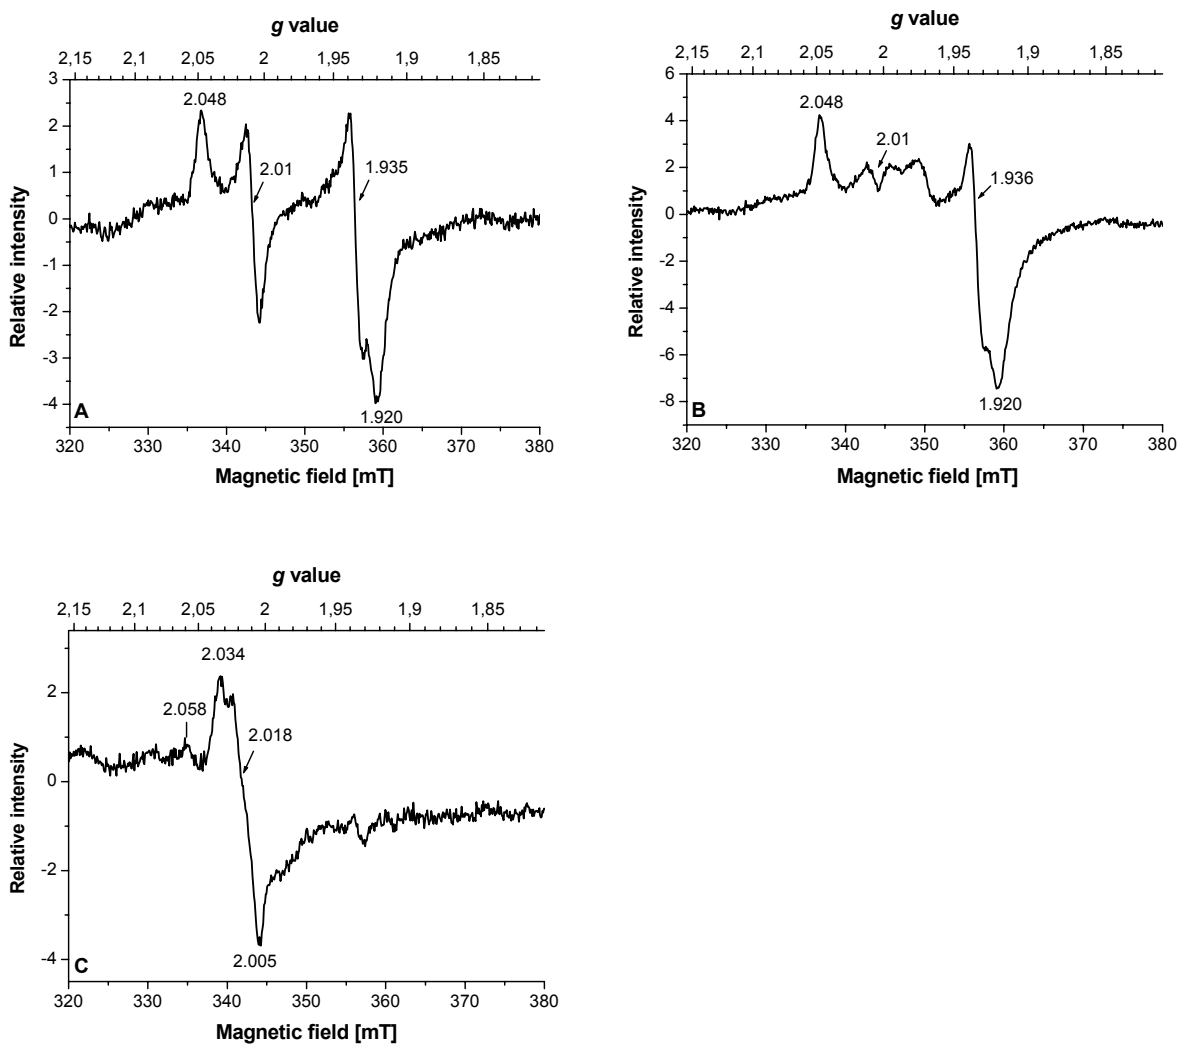 g value
2,15 2,1 2,05 2 1,95 1,9 1,85
3
2
1
0
-1
-2
-3
-4
Relative intensity
2.048
2.01
1.935
1.920
A
320 330 340 350 360 370 380
Magnetic field [mT]
g value
2,15 2,1 2,05 2 1,95 1,9 1,85
6
4
2
0
-2
-4
-6
-8
Relative intensity
2.048
2.01
1.936
1.920
B
320 330 340 350 360 370 380
Magnetic field [mT]
g value
2,15 2,1 2,05 2 1,95 1,9 1,85
2
0
-2
-4
Relative intensity
2.034
2.058
2.018
2.005
C
320 330 340 350 360 370 380
Magnetic field [mT]